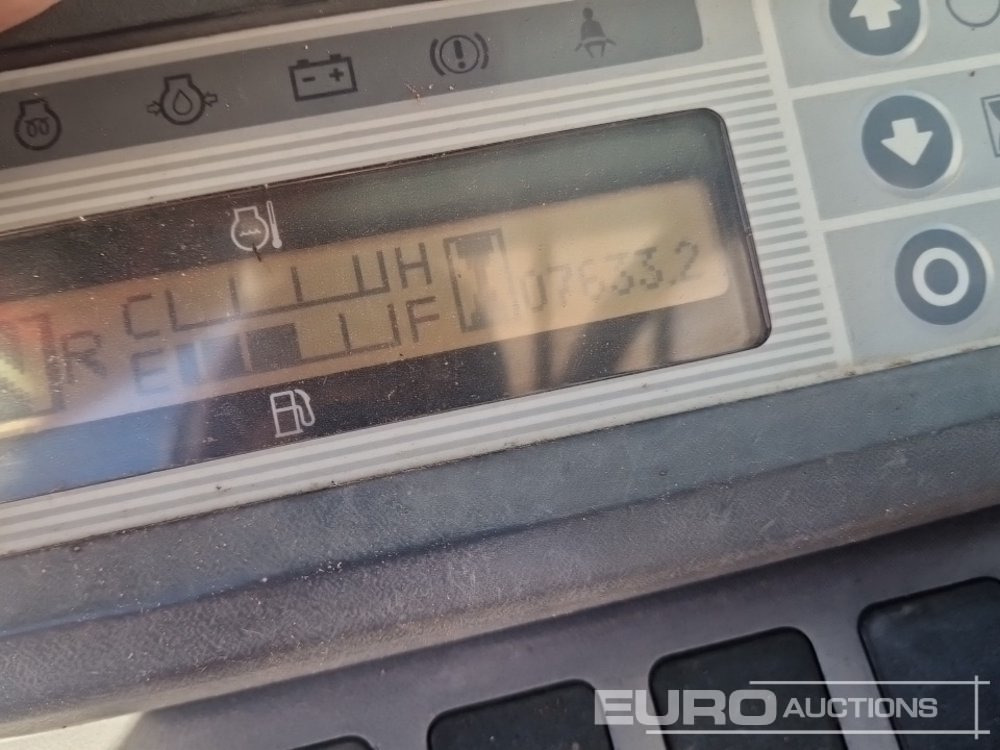 C H
R
E F
07633.2
EURO AUCTIONS